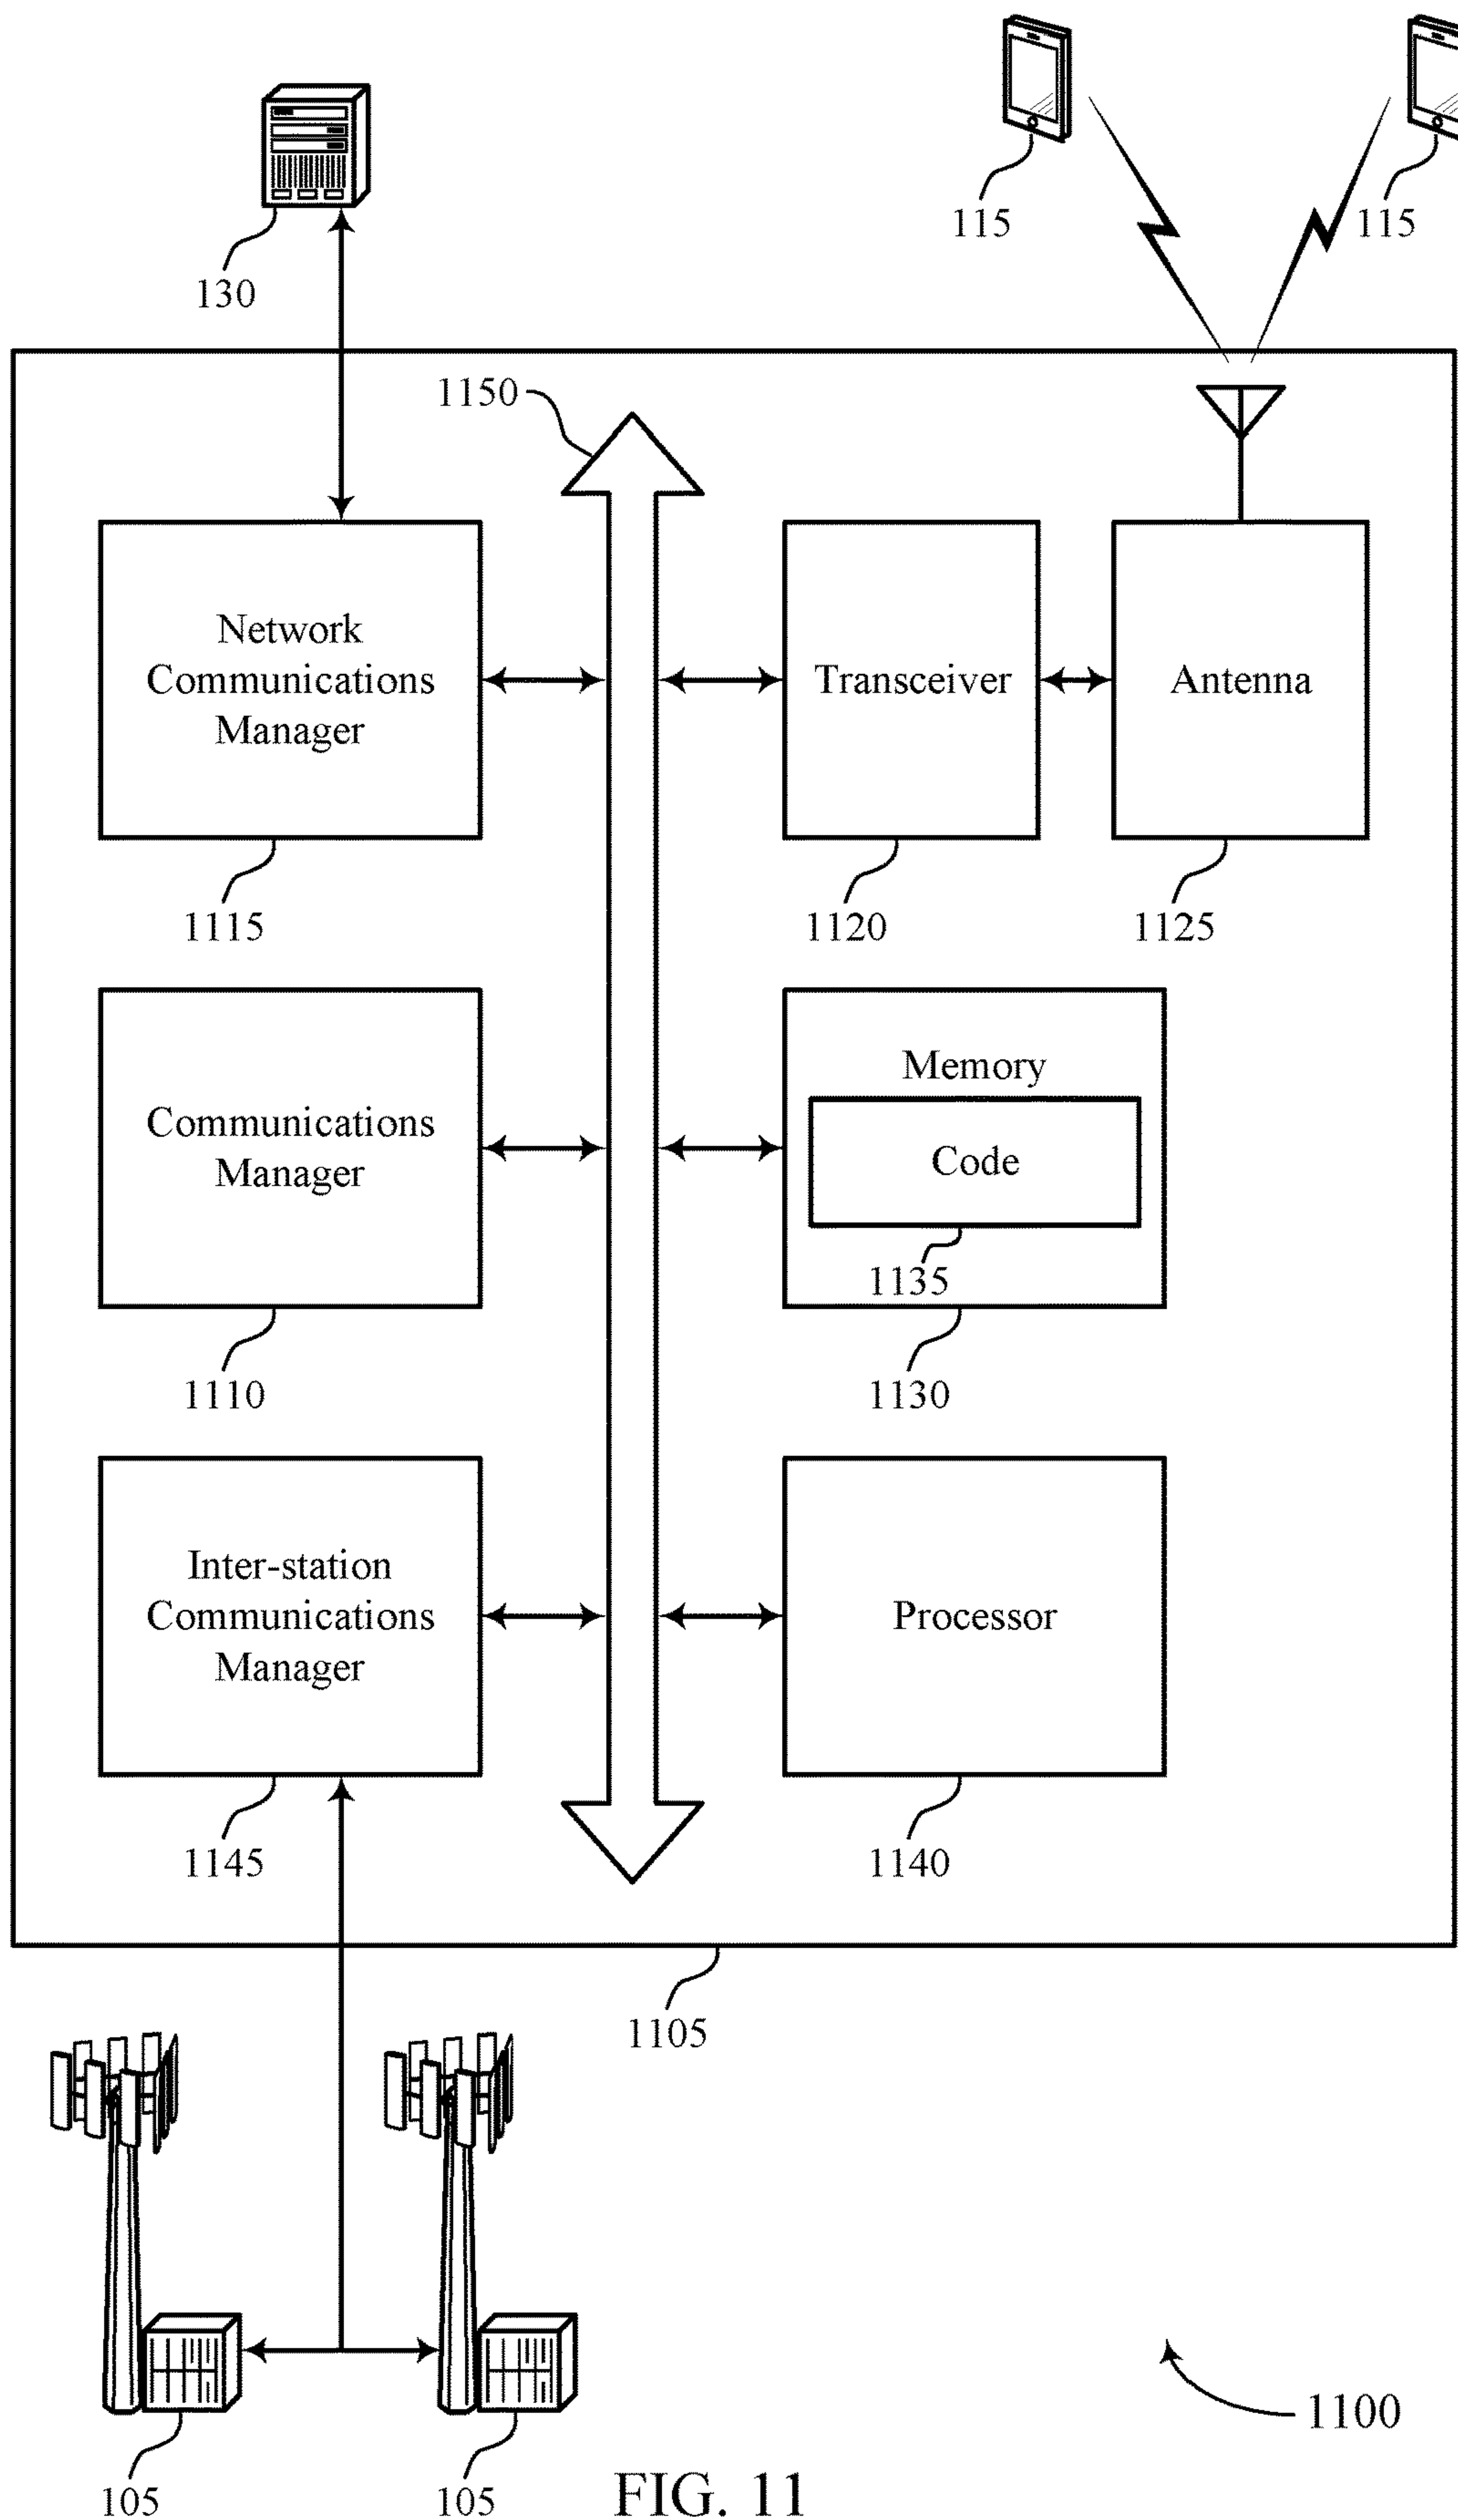 115
115
130
1150
Network
Communications
Manager
Transceiver
Antenna
1115
1120
1125
Communications
Manager
Memory
Code
1135
1110
1130
Inter-station
Communications
Manager
Processor
1145
1140
1105
1100
105
105
FIG. 11